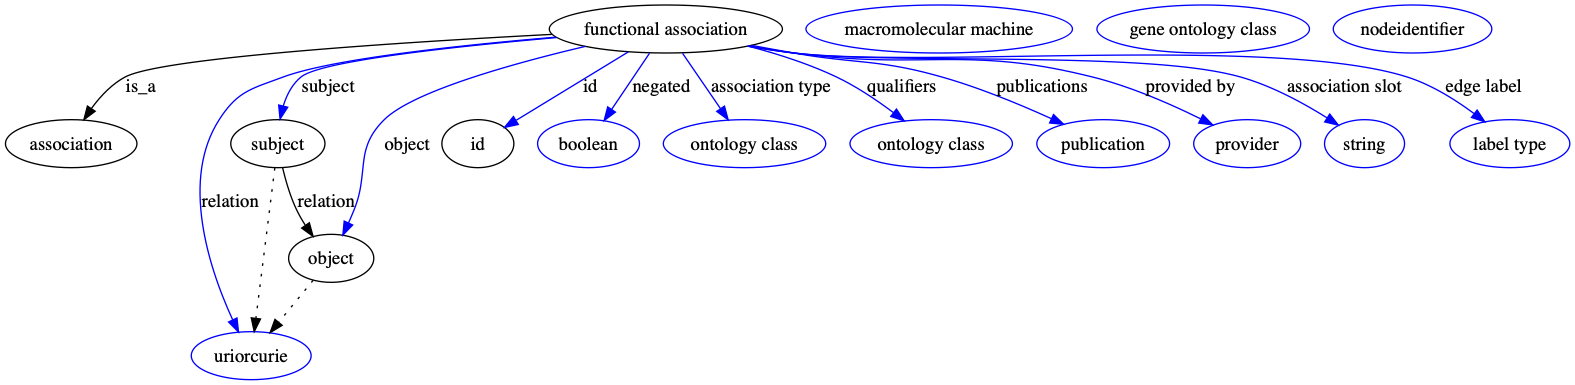 functional association
macromolecular machine
gene ontology class
nodeidentifier
is_a
subject
id
negated
association type
qualifiers
publications
provided by
association slot
edge label
association
subject
object
id
boolean
ontology class
ontology class
publication
provider
string
label type
relation
relation
object
uriorcurie